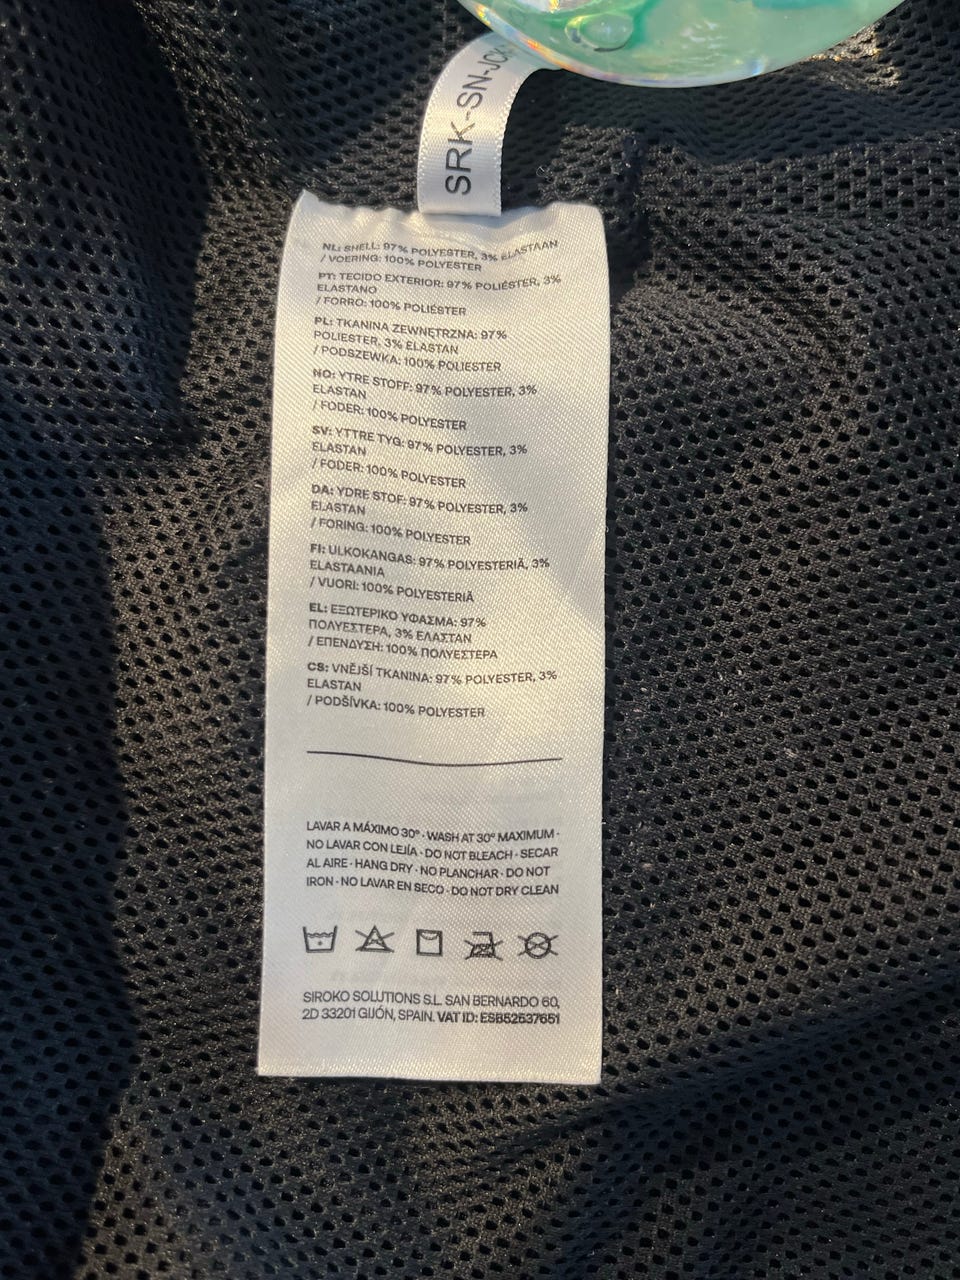 SRK-SN-JCK
NL: SHELL: 97% POLYESTER, 3% ELASTAAN
/ VOERING: 100% POLYESTER
PT: TECIDO EXTERIOR: 97% POLIÉSTER, 3%
ELASTANO
/ FORRO: 100% POLIÉSTER
PL: TKANINA ZEWNĘTRZNA: 97%
POLIESTER, 3% ELASTAN
/ PODSZEWKA: 100% POLIESTER
NO: YTRE STOFF: 97% POLYESTER, 3%
ELASTAN
/ FODER: 100% POLYESTER
SV: YTTRE TYG: 97% POLYESTER, 3%
ELASTAN
/ FODER: 100% POLYESTER
DA: YDRE STOF: 97% POLYESTER, 3%
ELASTAN
/ FORING: 100% POLYESTER
FI: ULKOKANGAS: 97% POLYESTERIÄ, 3%
ELASTAANIA
/ VUORI: 100% POLYESTERIÄ
EL: ΕΞΩΤΕΡΙΚΟ ΥΦΑΣΜΑ: 97%
ΠΟΛΥΕΣΤΕΡΑ, 3% ΕΛΑΣΤΑΝ
/ ΕΠΕΝΔΥΣΗ: 100% ΠΟΛΥΕΣΤΕΡΑ
CS: VNĚJŠÍ TKANINA: 97% POLYESTER, 3%
ELASTAN
/ PODŠÍVKA: 100% POLYESTER
LAVAR A MÁXIMO 30° · WASH AT 30° MAXIMUM ·
NO LAVAR CON LEJÍA · DO NOT BLEACH · SECAR
AL AIRE · HANG DRY · NO PLANCHAR · DO NOT
IRON · NO LAVAR EN SECO · DO NOT DRY CLEAN
SIROKO SOLUTIONS S.L. SAN BERNARDO 60,
2D 33201 GIJÓN, SPAIN. VAT ID: ESB52537651